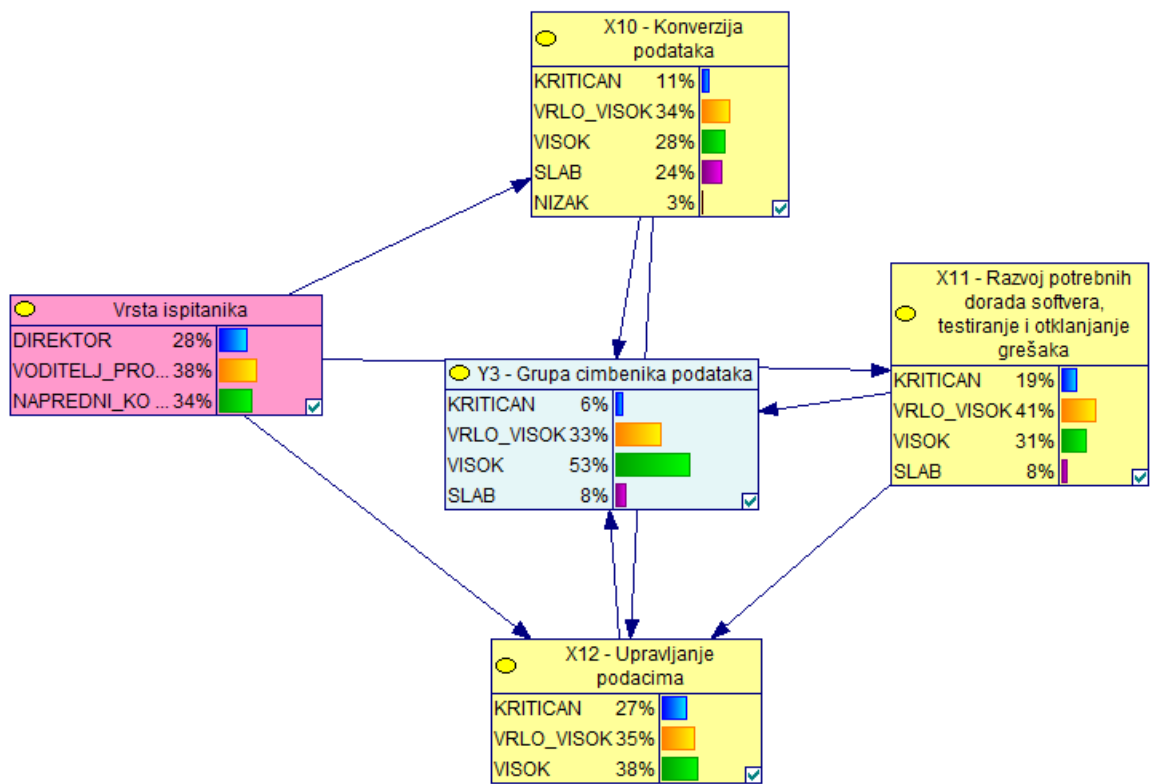 X10 - Konverzija
podataka
KRITICAN 11%
VRLO_VISOK 34%
VISOK 28%
SLAB 24%
NIZAK 3%
X11 - Razvoj potrebnih
dorada softvera,
testiranje i otklanjanje
grešaka
KRITICAN 19%
VRLO_VISOK 41%
VISOK 31%
SLAB 8%
Vrsta ispitanika
DIREKTOR 28%
VODITELJ_PRO... 38%
NAPREDNI_KO ... 34%
Y3 - Grupa cimbenika podataka
KRITICAN 6%
VRLO_VISOK 33%
VISOK 53%
SLAB 8%
X12 - Upravljanje
podacima
KRITICAN 27%
VRLO_VISOK 35%
VISOK 38%